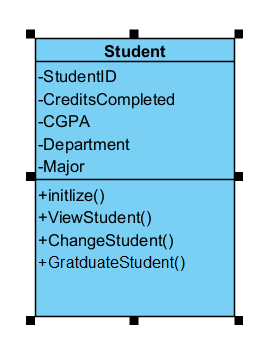 Student
-StudentID
-CreditsCompleted
-CGPA
-Department
-Major
+initlize()
+ViewStudent()
+ChangeStudent()
+GratduateStudent()